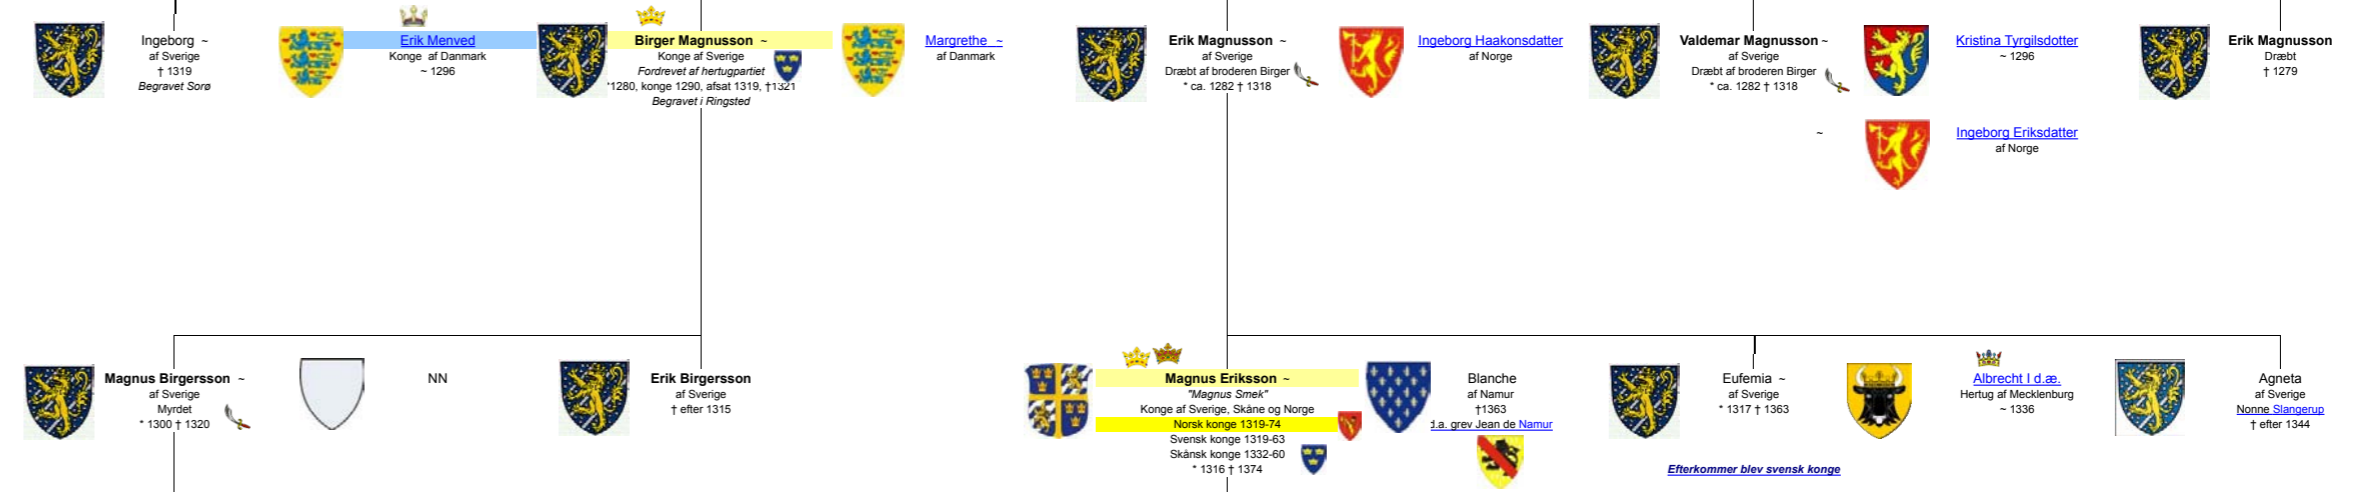 Ingeborg ~
af Sverige
† 1319
Begravet Sorø
Erik Menved
Konge af Danmark
~ 1296
Birger Magnusson ~
Konge af Sverige
Fordrevet af hertugpartiet
*1280, konge 1290, afsat 1319, †1321
Begravet i Ringsted
Margrethe ~
af Danmark
Erik Magnusson ~
af Sverige
Dræbt af broderen Birger
* ca. 1282 † 1318
Ingeborg Haakonsdatter
af Norge
Valdemar Magnusson ~
af Sverige
Dræbt af broderen Birger
* ca. 1282 † 1318
Kristina Tyrgilsdotter
~ 1296
~
Ingeborg Eriksdatter
af Norge
Erik Magnusson
Dræbt
† 1279
Magnus Birgersson ~
af Sverige
Myrdet
* 1300 † 1320
NN
Erik Birgersson
af Sverige
† efter 1315
Magnus Eriksson ~
"Magnus Smek"
Konge af Sverige, Skåne og Norge
Norsk konge 1319-74
Svensk konge 1319-63
Skånsk konge 1332-60
* 1316 † 1374
Blanche
af Namur
†1363
d.a. grev Jean de Namur
Eufemia ~
af Sverige
* 1317 † 1363
Efterkommer blev svensk konge
Albrecht I d.æ.
Hertug af Mecklenburg
~ 1336
Agneta
af Sverige
Nonne Slangerup
† efter 1344